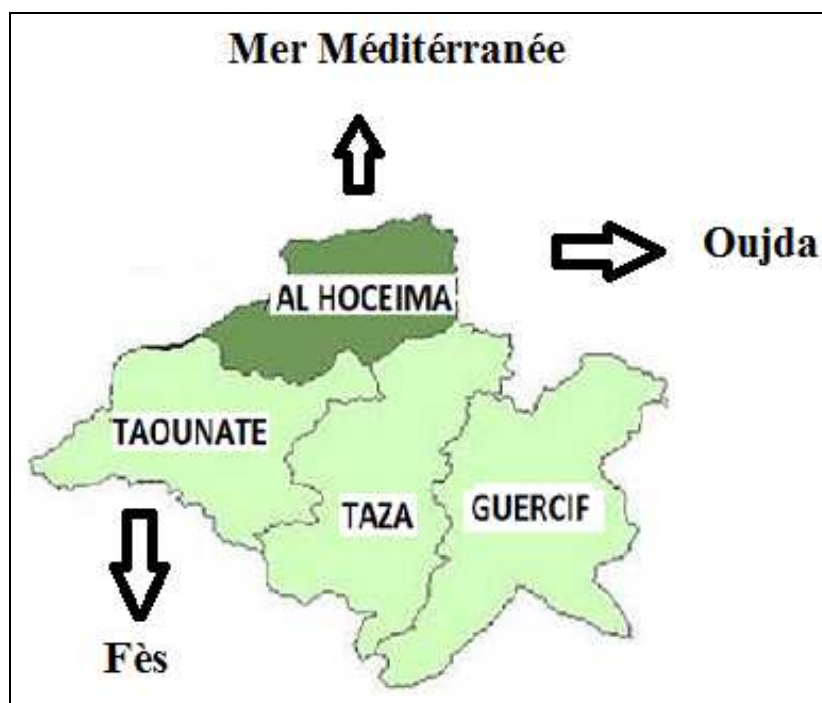 Mer Méditérranée
Oujda
AL HOCEIMA
TAOUNATE
TAZA
GUERCIF
Fès